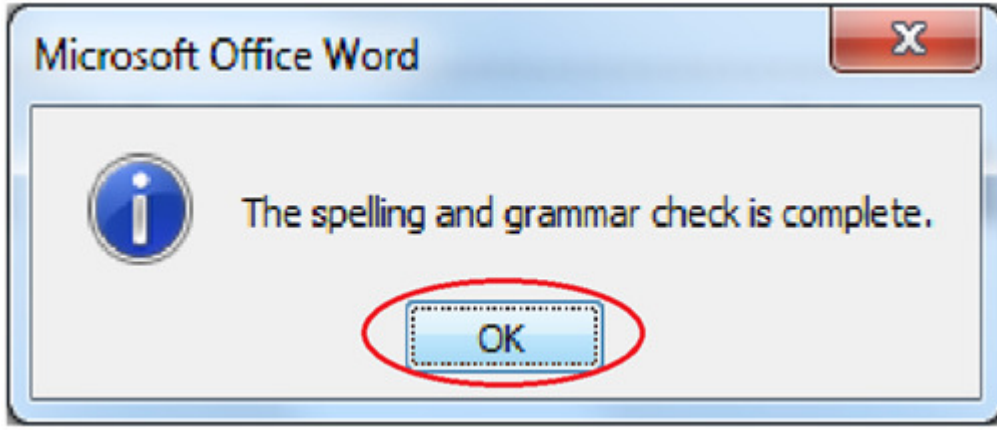 Microsoft Office Word
The spelling and grammar check is complete.
OK